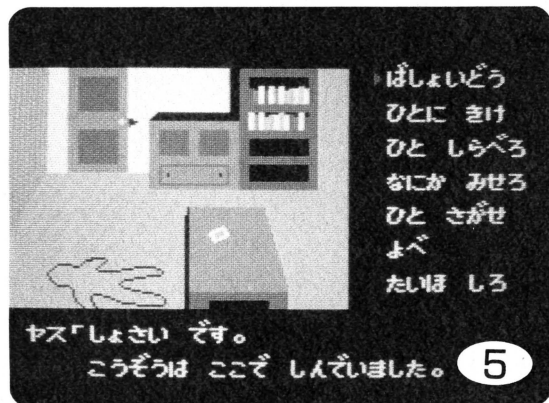 ばしょいどう
ひとに きけ
ひと しらべろ
なにか みせろ
ひと さがせ
よべ
たいほ しろ
ヤス「しょさい です。
こうぞうは ここで しんでいました。
5